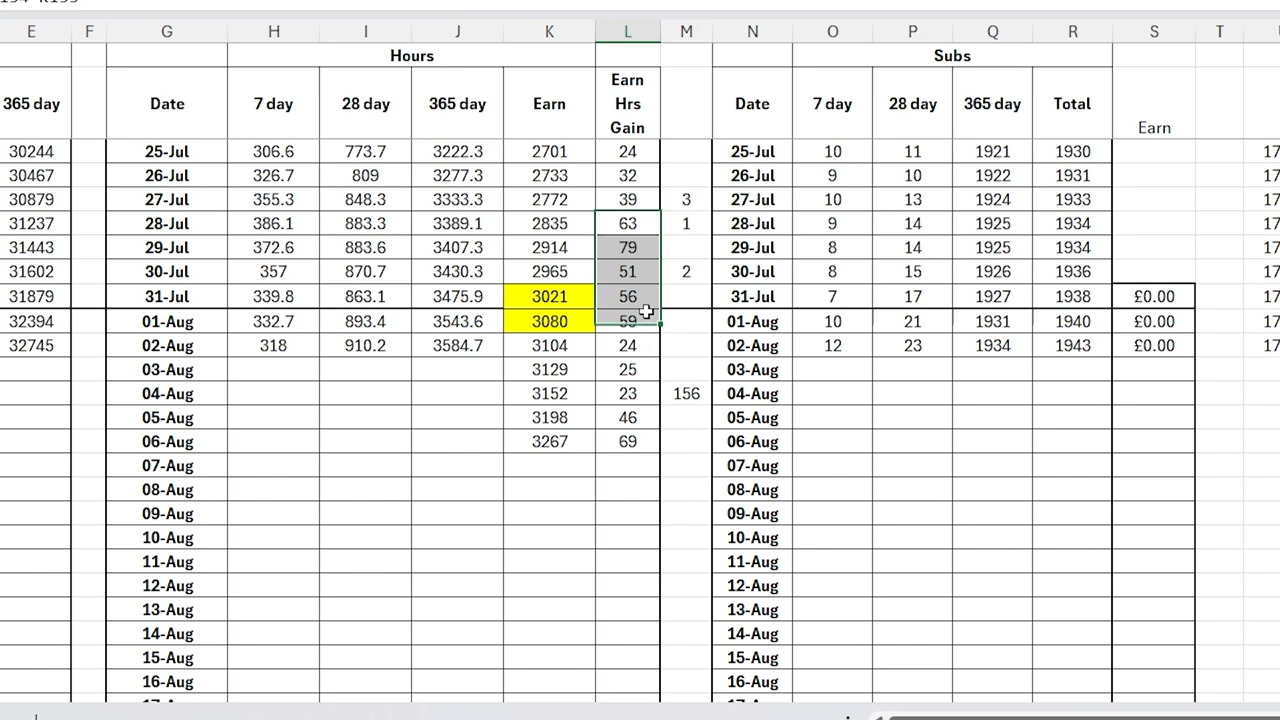 E F G H I J K L M N O P Q R S T
Hours Subs
365 day Date 7 day 28 day 365 day Earn Earn Hrs Gain Date 7 day 28 day 365 day Total Earn
30244 25-Jul 306.6 773.7 3222.3 2701 24 25-Jul 10 11 1921 1930 17
30467 26-Jul 326.7 809 3277.3 2733 32 26-Jul 9 10 1922 1931 17
30879 27-Jul 355.3 848.3 3333.3 2772 39 3 27-Jul 10 13 1924 1933 17
31237 28-Jul 386.1 883.3 3389.1 2835 63 1 28-Jul 9 14 1925 1934 17
31443 29-Jul 372.6 883.6 3407.3 2914 79 29-Jul 8 14 1925 1934 17
31602 30-Jul 357 870.7 3430.3 2965 51 2 30-Jul 8 15 1926 1936 17
31879 31-Jul 339.8 863.1 3475.9 3021 56 31-Jul 7 17 1927 1938 £0.00 17
32394 01-Aug 332.7 893.4 3543.6 3080 59 01-Aug 10 21 1931 1940 £0.00 17
32745 02-Aug 318 910.2 3584.7 3104 24 02-Aug 12 23 1934 1943 £0.00 17
03-Aug 3129 25 03-Aug
04-Aug 3152 23 156 04-Aug
05-Aug 3198 46 05-Aug
06-Aug 3267 69 06-Aug
07-Aug 07-Aug
08-Aug 08-Aug
09-Aug 09-Aug
10-Aug 10-Aug
11-Aug 11-Aug
12-Aug 12-Aug
13-Aug 13-Aug
14-Aug 14-Aug
15-Aug 15-Aug
16-Aug 16-Aug